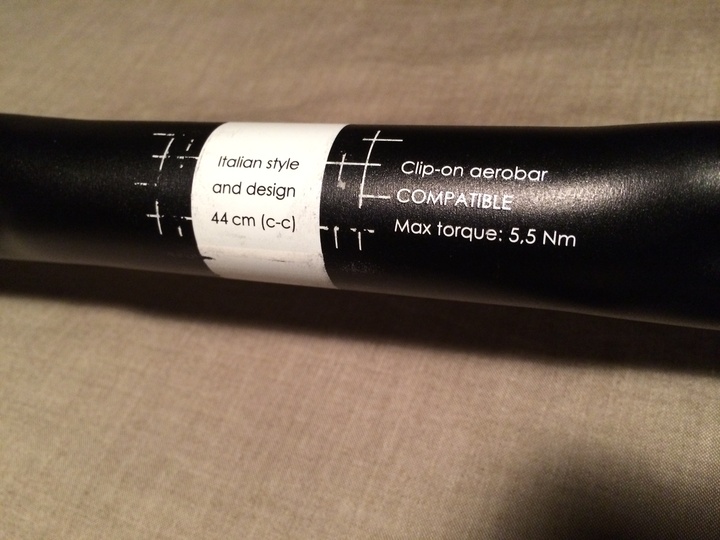 Italian style
and design
44 cm (c-c)
Clip-on aerobar
COMPATIBLE
Max torque: 5,5 Nm